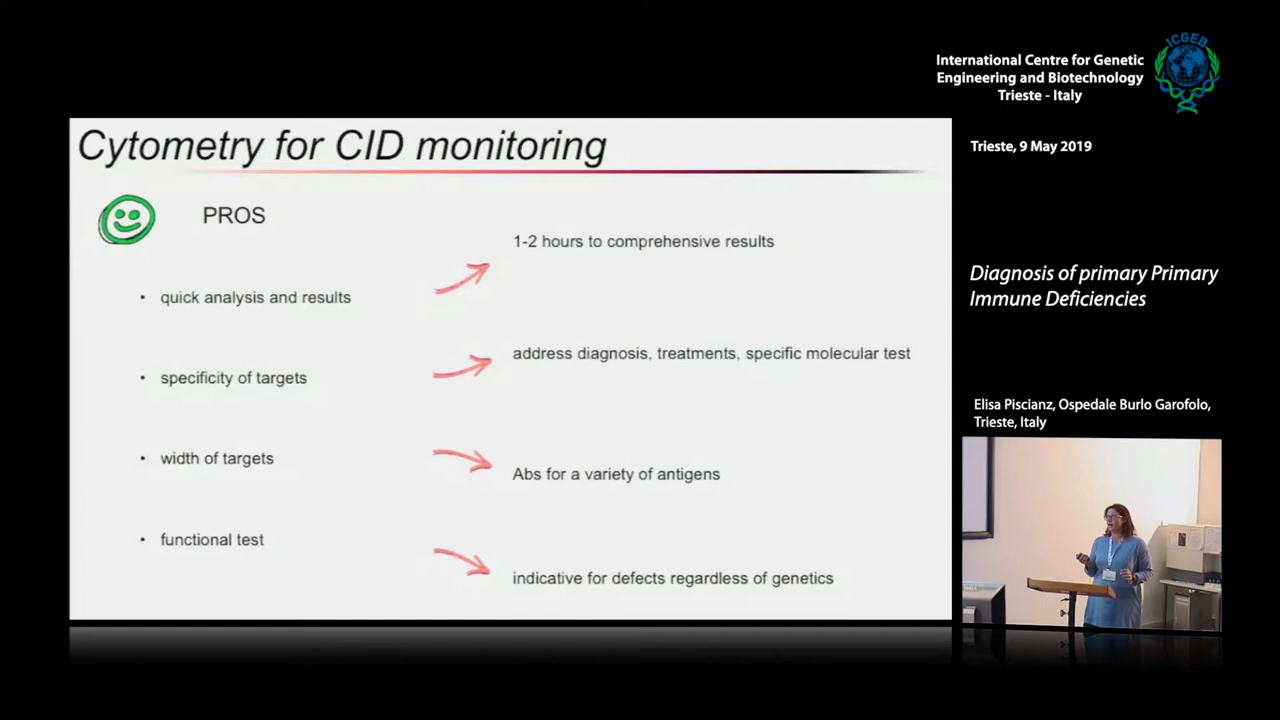 ICGEB
International Centre for Genetic
Engineering and Biotechnology
Trieste - Italy
Trieste, 9 May 2019
Cytometry for CID monitoring
PROS
1-2 hours to comprehensive results
quick analysis and results
address diagnosis, treatments, specific molecular test
specificity of targets
width of targets
Abs for a variety of antigens
functional test
indicative for defects regardless of genetics
Diagnosis of primary Primary
Immune Deficiencies
Elisa Piscianz, Ospedale Burlo Garofolo,
Trieste, Italy